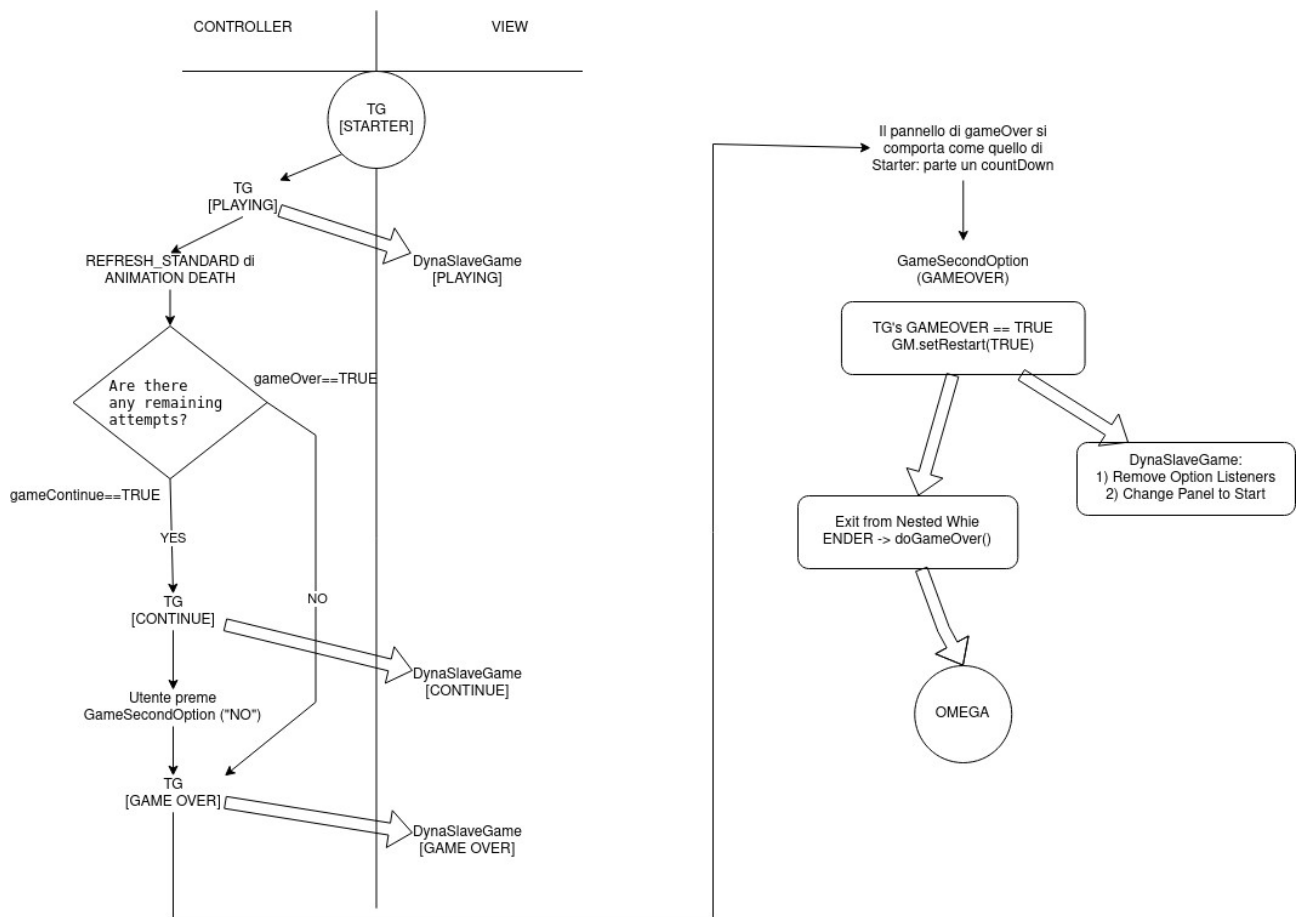 CONTROLLER
VIEW
TG
[STARTER]
TG
[PLAYING]
REFRESH_STANDARD di
ANIMATION DEATH
DynaSlaveGame
[PLAYING]
Are there
any remaining
attempts?
gameOver==TRUE
gameContinue==TRUE
YES
NO
TG
[CONTINUE]
DynaSlaveGame
[CONTINUE]
Utente preme
GameSecondOption ("NO")
TG
[GAME OVER]
DynaSlaveGame
[GAME OVER]
Il pannello di gameOver si
comporta come quello di
Starter: parte un countDown
GameSecondOption
(GAMEOVER)
TG's GAMEOVER == TRUE
GM.setRestart(TRUE)
DynaSlaveGame:
1) Remove Option Listeners
2) Change Panel to Start
Exit from Nested Whie
ENDER -> doGameOver()
OMEGA